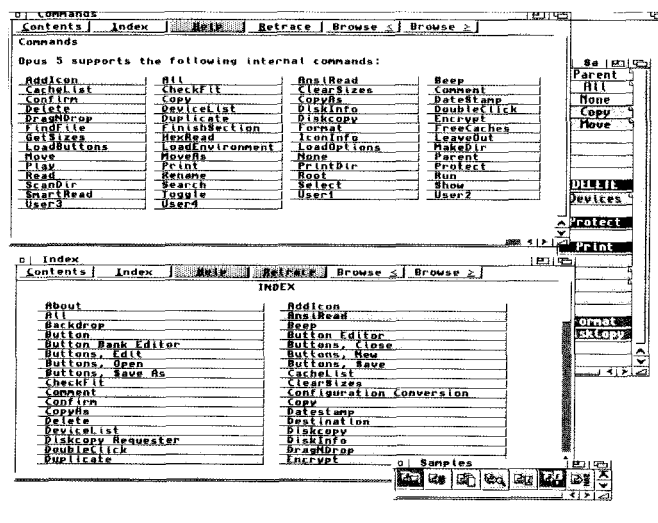 Commands
Contents Index Help Retrace Browse < Browse >
Commands
Opus 5 supports the following internal commands:
AddIcon All AnsiRead Beep
CacheList CheckFit ClearSizes Comment
Confirm Copy CopyAs DateStamp
Delete DeviceList DiskInfo DoubleClick
DragNDrop Duplicate Diskcopy Encrypt
FindFile FinishSection Format FreeCaches
GetSizes HexRead IconInfo LeaveOut
LoadButtons LoadEnvironment LoadOptions MakeDir
Move MoveAs None Parent
Play Print PrintDir Protect
Read Rename Root Run
ScanDir Search Select Show
SmartRead Toggle User1 User2
User3 User4
Sa
Parent
All
None
Copy
Move
DELETE
Devices
Protect
Print
ormat
skCopy
Index
Contents Index Help Retrace Browse < Browse >
INDEX
About AddIcon
All AnsiRead
Backdrop Beep
Button Button Editor
Button Bank Editor Buttons, Close
Buttons, Edit Buttons, New
Buttons, Open Buttons, Save
Buttons, Save As CacheList
CheckFit ClearSizes
Comment Configuration Conversion
Confirm Copy
CopyAs Datestamp
Delete Destination
DeviceList Diskcopy
Diskcopy Requester DiskInfo
DoubleClick DragNDrop
Duplicate Encrypt
Samples